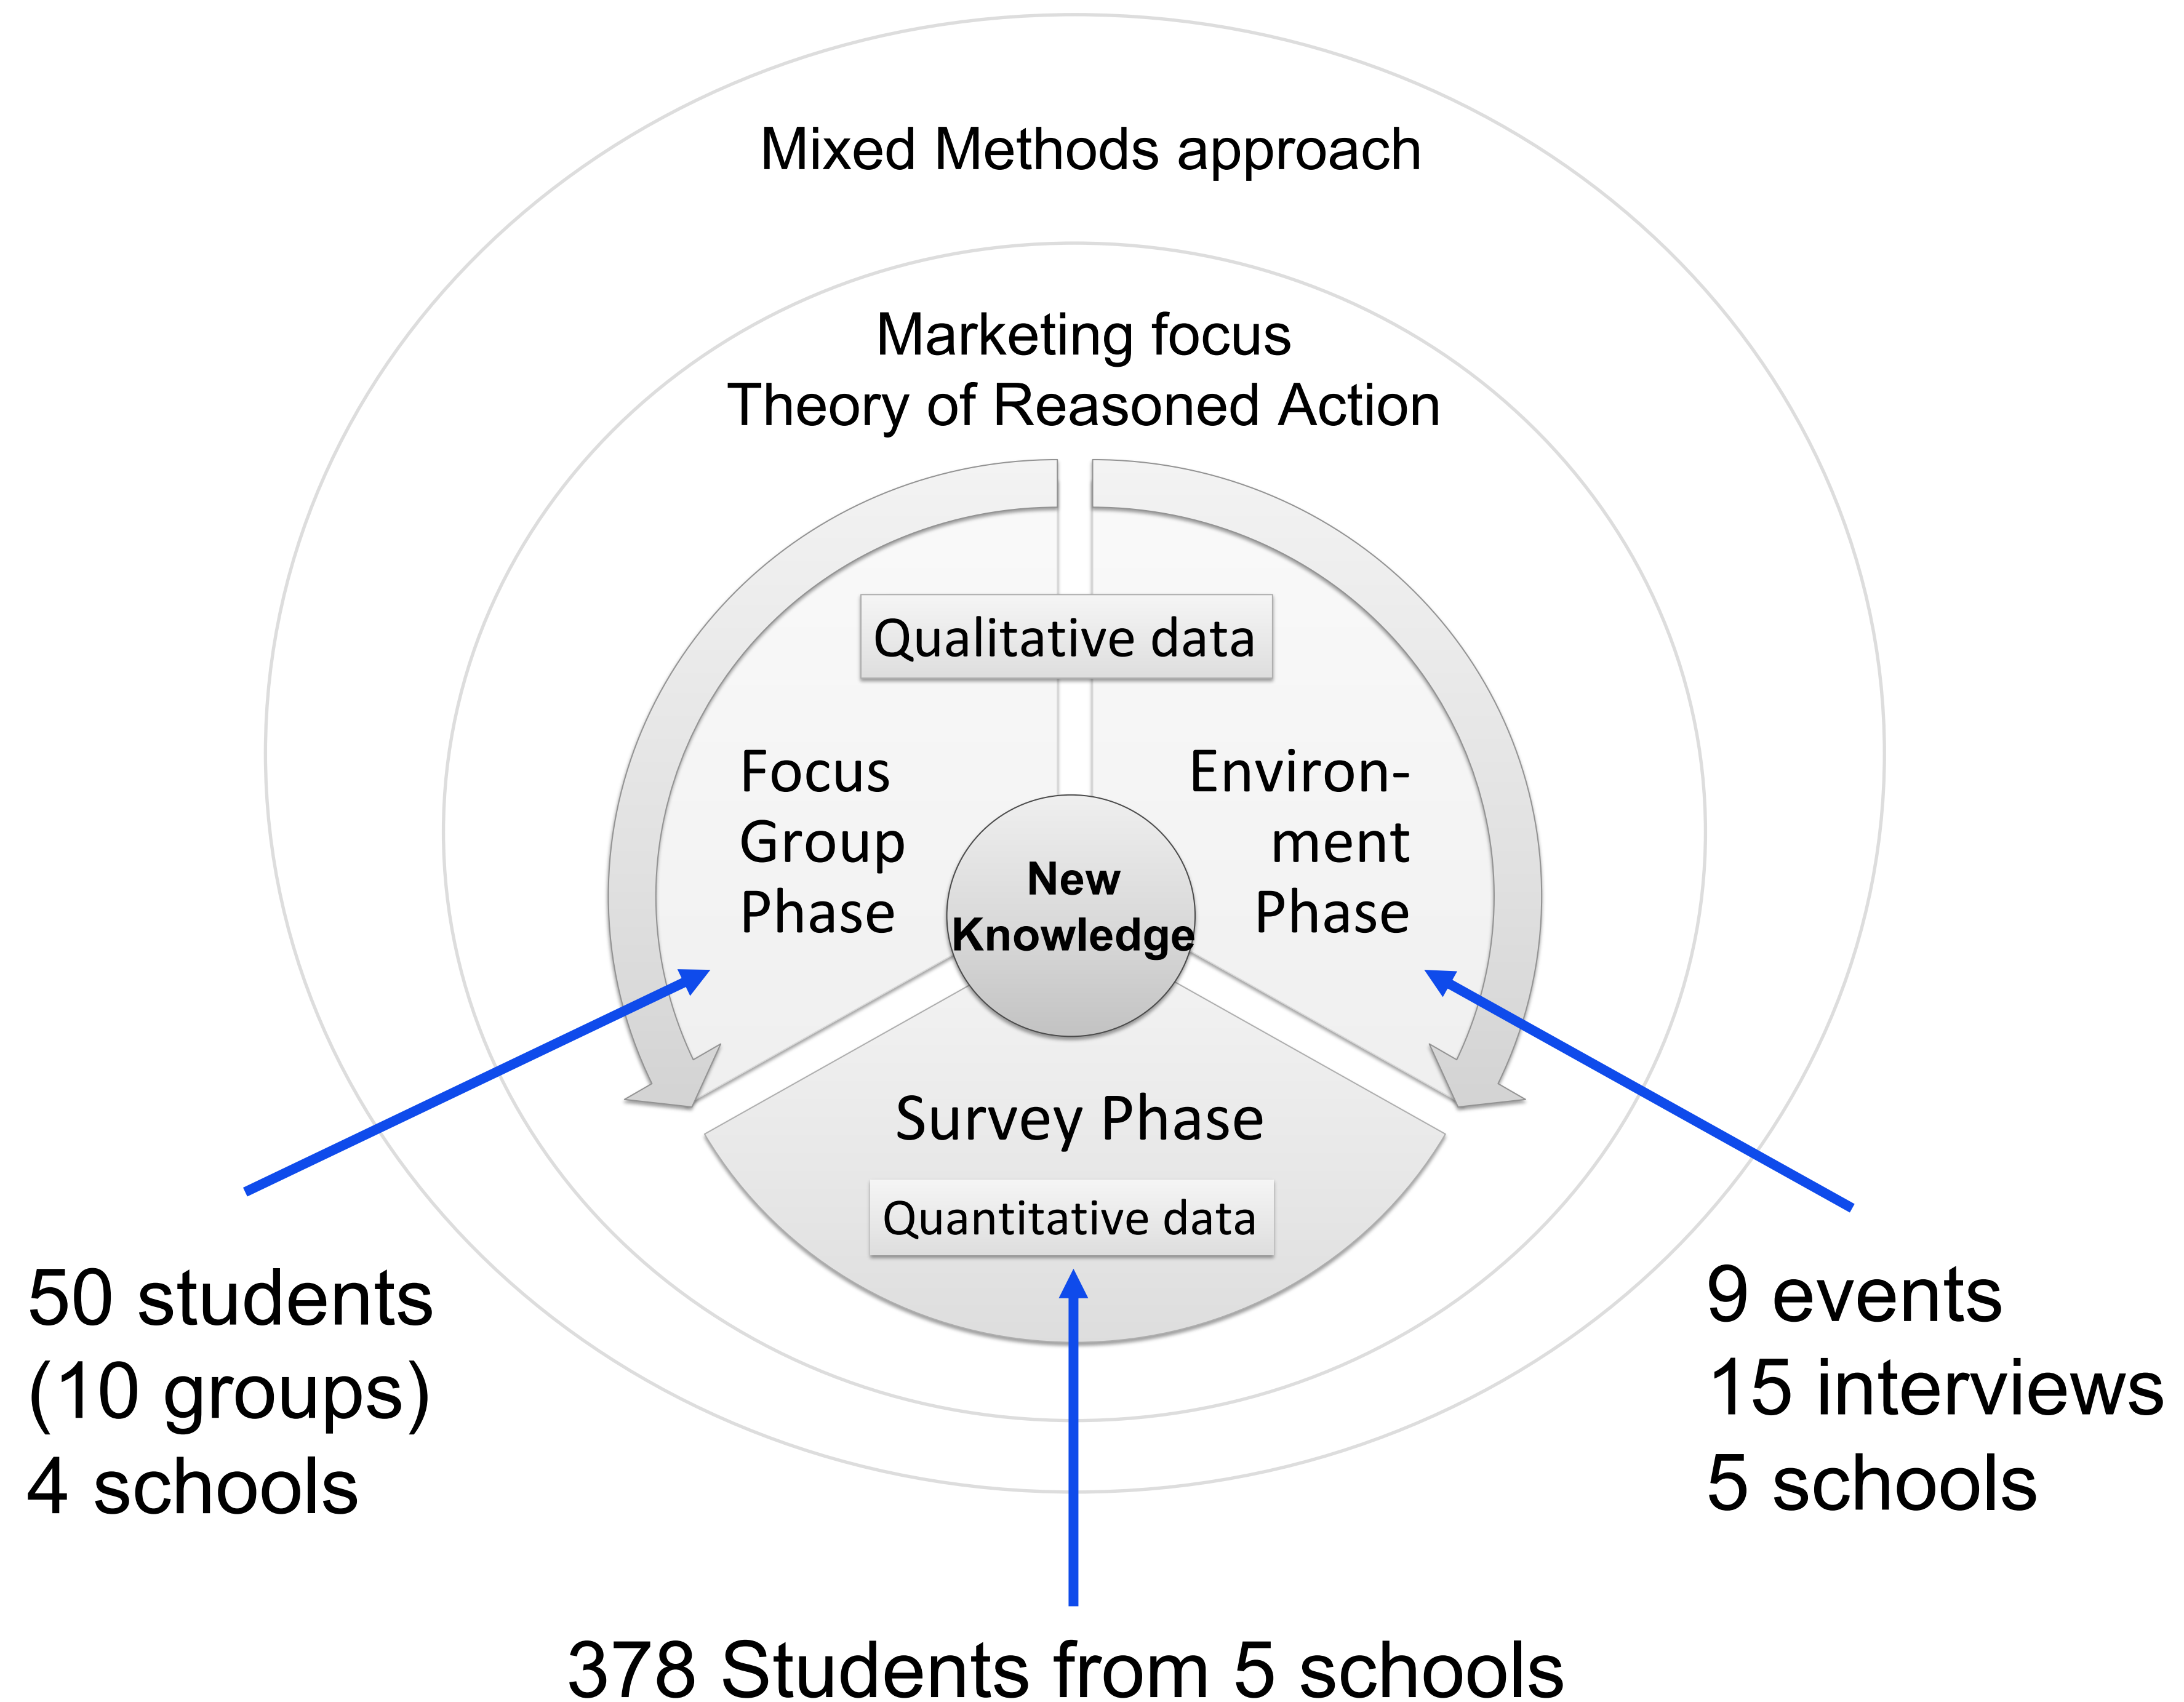 Mixed Methods approach
Marketing focus
Theory of Reasoned Action
Qualitative data
Focus
Group
Phase
Environ-
ment
Phase
New
Knowledge
Survey Phase
Quantitative data
50 students
(10 groups)
4 schools
9 events
15 interviews
5 schools
378 Students from 5 schools